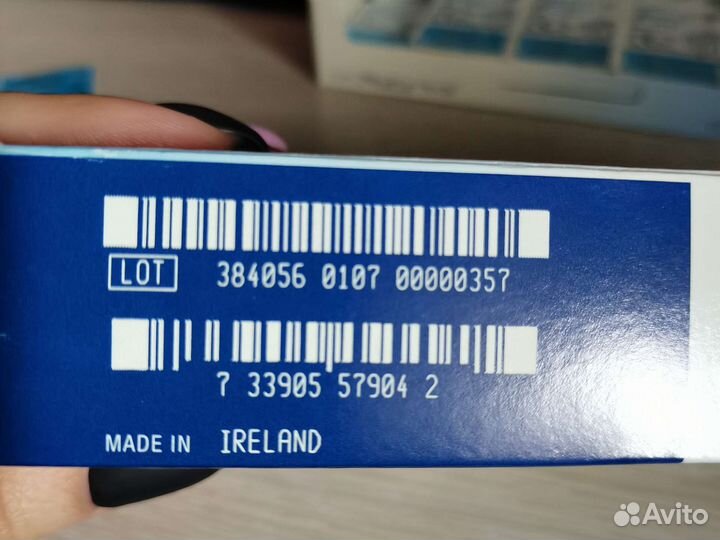 LOT 384056 0107 00000357
7 33905 57904 2
MADE IN IRELAND
Avito